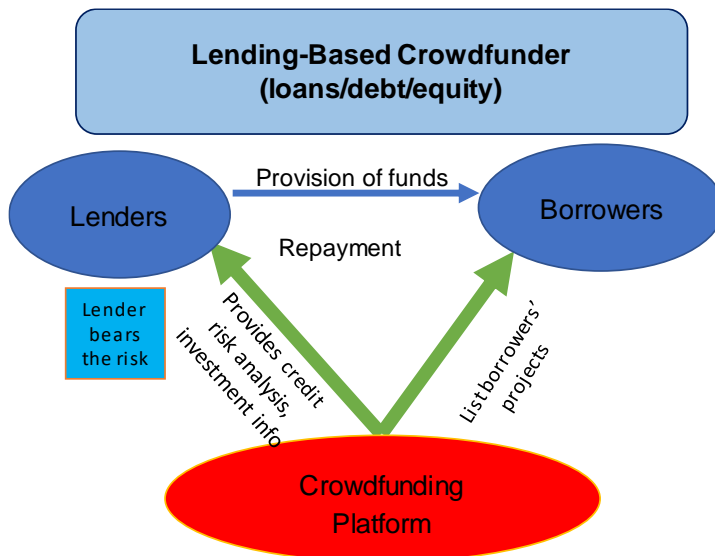 Lending-Based Crowdfunder
(loans/debt/equity)
Provision of funds
Lenders
Borrowers
Repayment
Lender
bears
the risk
Provides credit
risk analysis,
investment info
List borrowers'
projects
Crowdfunding
Platform